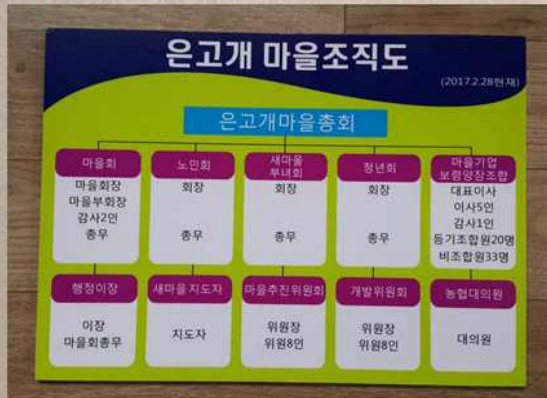 은고개 마을조직도
(2017.2.28현재)
은고개마을총회
마을회
마을회장
마을부회장
감사2인
총무
노인회
회장
총무
새마을
부녀회
회장
총무
청년회
회장
총무
마을기업
보령양장조합
대표이사
이사5인
감사1인
등기조합원20명
비조합원33명
행정이장
이장
마을회총무
새마을지도자
지도자
마을추진위원회
위원장
위원8인
개발위원회
위원장
위원8인
농협대의원
대의원